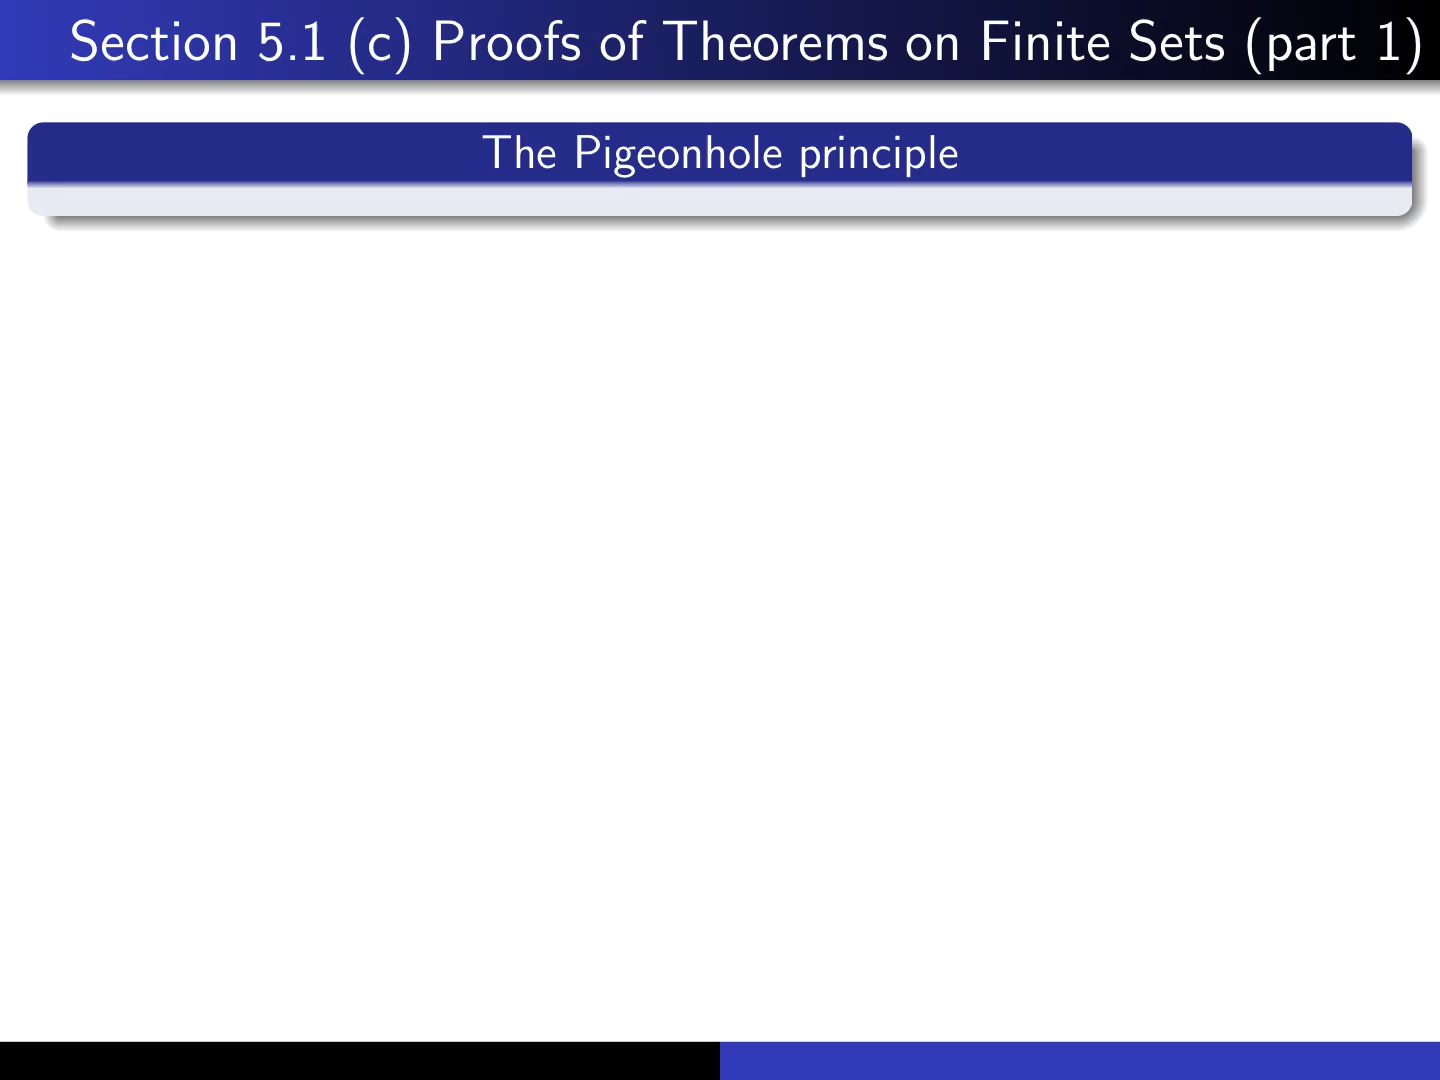 Section 5.1 (c) Proofs of Theorems on Finite Sets (part 1)
The Pigeonhole principle